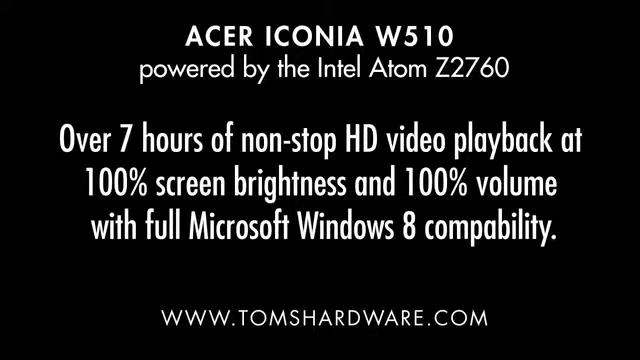 ACER ICONIA W510
powered by the Intel Atom Z2760
Over 7 hours of non-stop HD video playback at
100% screen brightness and 100% volume
with full Microsoft Windows 8 compability.
WWW.TOMSHARDWARE.COM